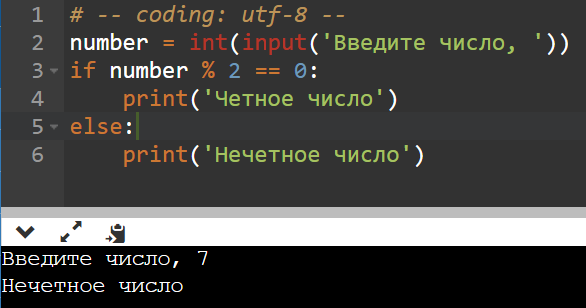 1 # -- coding: utf-8 --
2 number = int(input('Введите число, '))
3 if number % 2 == 0:
4     print('Четное число')
5 else:
6     print('Нечетное число')
Введите число, 7
Нечетное число